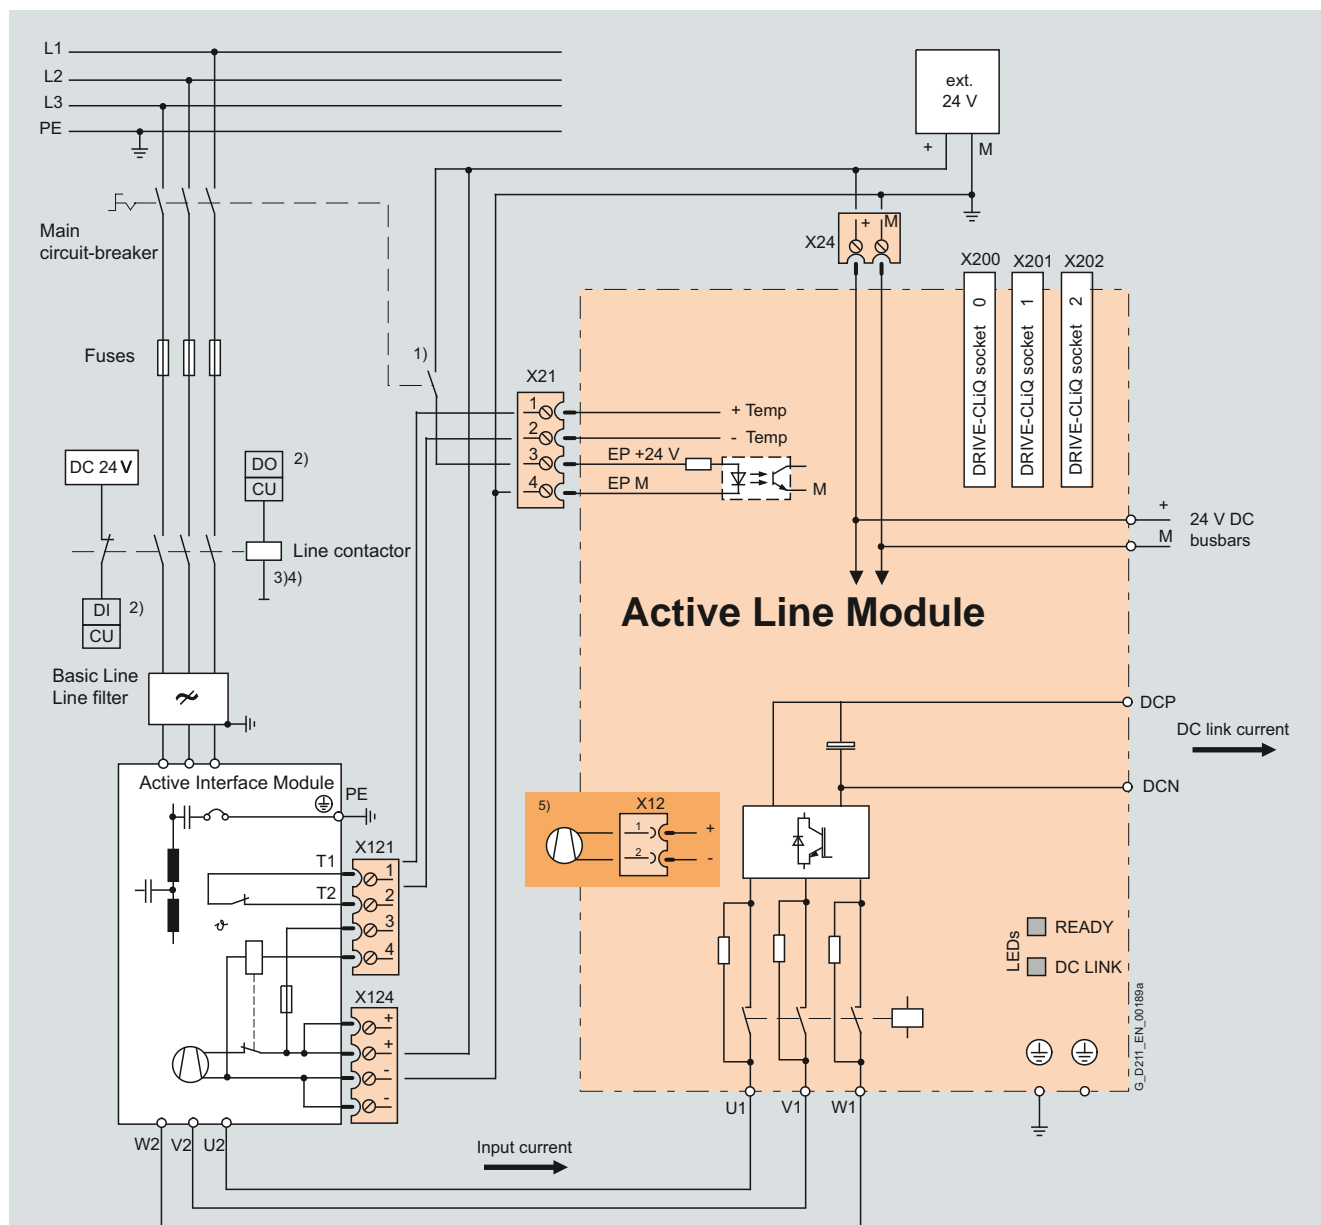 L1
L2
L3
PE
ext.
24 V
+
M
Main
circuit-breaker
X24
+ M
X200 X201 X202
DRIVE-CLiQ socket 0
DRIVE-CLiQ socket 1
DRIVE-CLiQ socket 2
Fuses
1)
X21
1
+ Temp
2
- Temp
3
EP +24 V
4
EP M
M
DC 24 V
DO 2)
CU
Line contactor
3)4)
DI 2)
CU
+
M
24 V DC
busbars
Active Line Module
Basic Line
Line filter
DCP
DC link current
DCN
Active Interface Module
PE
X121
T1 1
T2 2
3
4
ϑ
X124
+
+
-
-
5)
X12
1 +
2 -
LEDs
READY
DC LINK
G_D211_EN_00189a
U1 V1 W1
W2 V2 U2
Input current